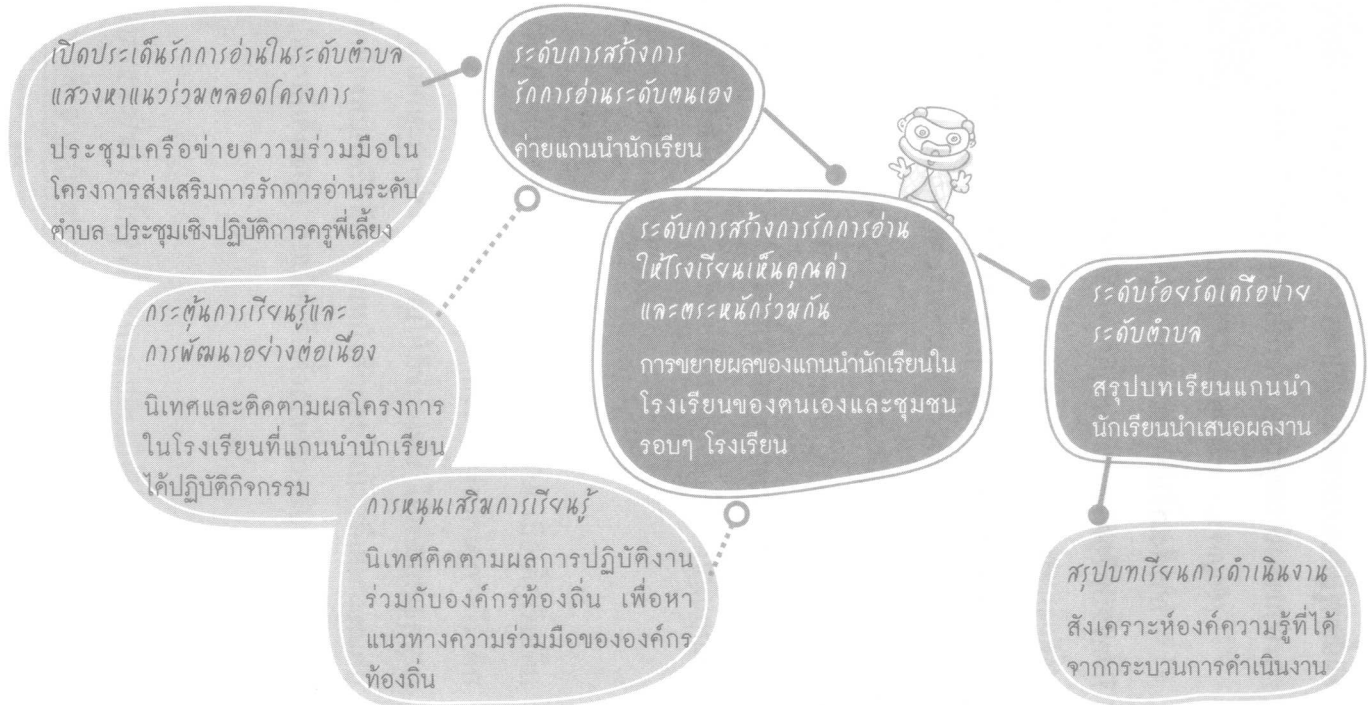 เปิดประเด็นรักการอ่านในระดับตำบล
แสวงหาแนวร่วมตลอดโครงการ
ประชุมเครือข่ายความร่วมมือใน
โครงการส่งเสริมการรักการอ่านระดับ
ตำบล ประชุมเชิงปฏิบัติการครูพี่เลี้ยง
ระดับการสร้างการ
รักการอ่านระดับตนเอง
ค่ายแกนนำนักเรียน
ระดับการสร้างการรักการอ่าน
ให้โรงเรียนเห็นคุณค่า
และตระหนักร่วมกัน
การขยายผลของแกนนำนักเรียนใน
โรงเรียนของตนเองและชุมชน
รอบๆ โรงเรียน
ระดับร้อยรัดเครือข่าย
ระดับตำบล
สรุปบทเรียนแกนนำ
นักเรียนนำเสนอผลงาน
กระตุ้นการเรียนรู้และ
การพัฒนาอย่างต่อเนื่อง
นิเทศและติดตามผลโครงการ
ในโรงเรียนที่แกนนำนักเรียน
ได้ปฏิบัติกิจกรรม
การหนุนเสริมการเรียนรู้
นิเทศติดตามผลการปฏิบัติงาน
ร่วมกับองค์กรท้องถิ่น เพื่อหา
แนวทางความร่วมมือขององค์กร
ท้องถิ่น
สรุปบทเรียนการดำเนินงาน
สังเคราะห์องค์ความรู้ที่ได้
จากกระบวนการดำเนินงาน